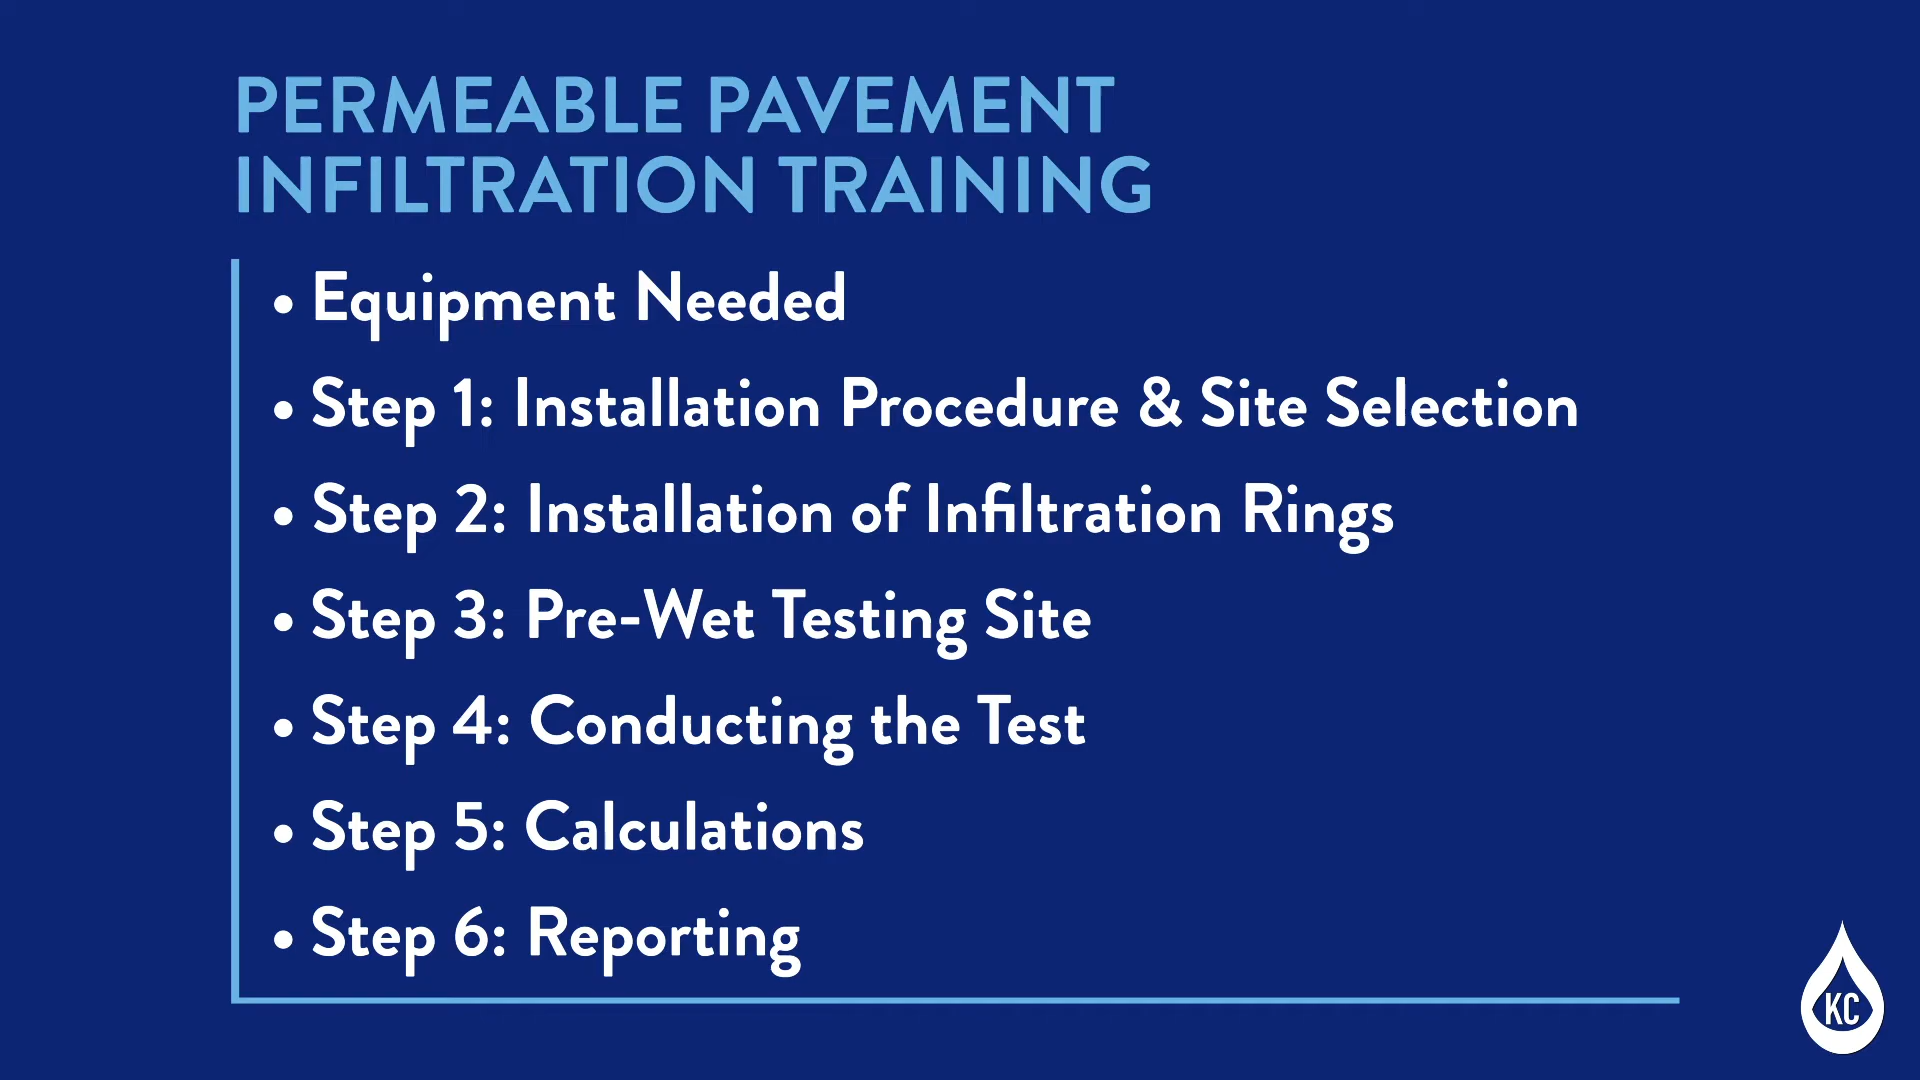 PERMEABLE PAVEMENT
INFILTRATION TRAINING
• Equipment Needed
• Step 1: Installation Procedure & Site Selection
• Step 2: Installation of Infiltration Rings
• Step 3: Pre-Wet Testing Site
• Step 4: Conducting the Test
• Step 5: Calculations
• Step 6: Reporting
KC